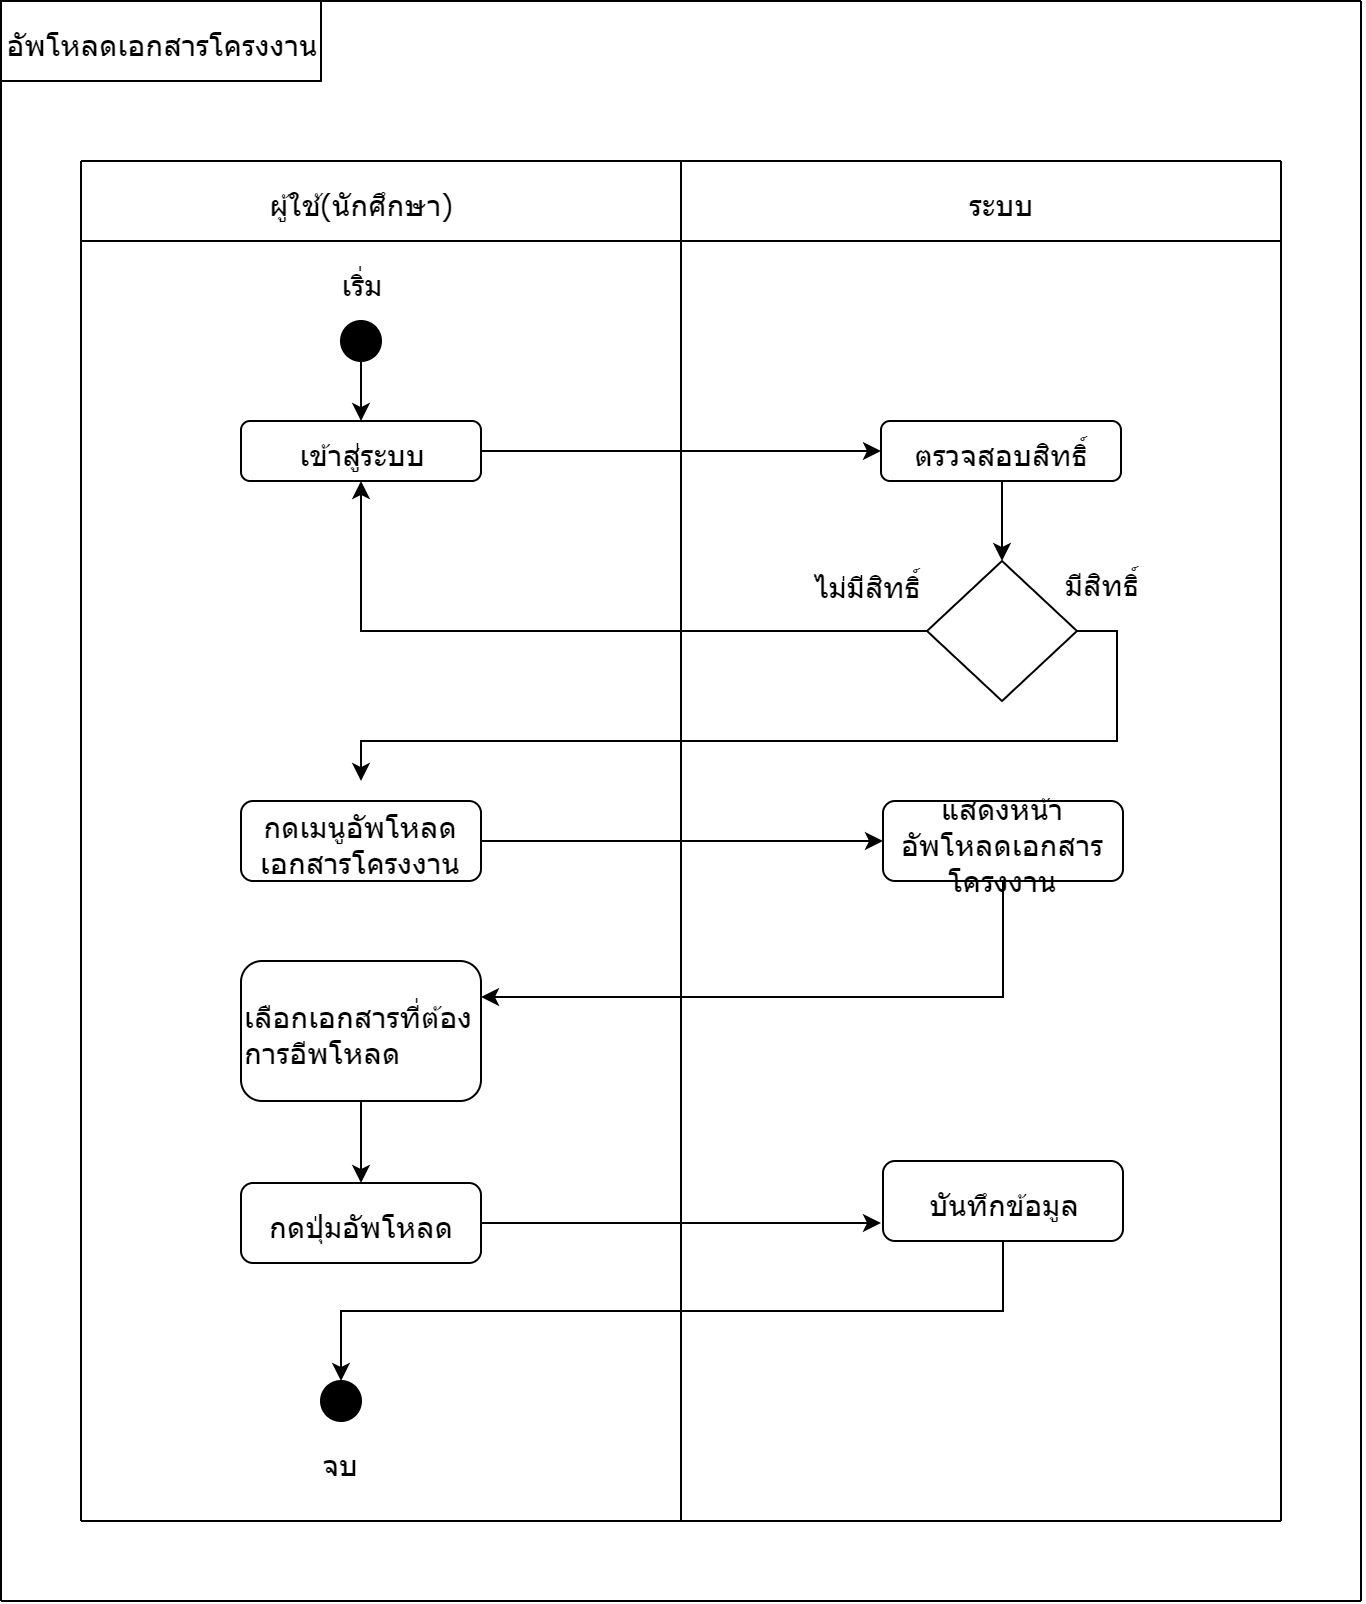 อัพโหลดเอกสารโครงงาน
ผู้ใช้(นักศึกษา)
ระบบ
เริ่ม
เข้าสู่ระบบ
ตรวจสอบสิทธิ์
ไม่มีสิทธิ์
มีสิทธิ์
กดเมนูอัพโหลด
เอกสารโครงงาน
แสดงหน้า
อัพโหลดเอกสาร
โครงงาน
เลือกเอกสารที่ต้อง
การอีพโหลด
กดปุ่มอัพโหลด
บันทึกข้อมูล
จบ